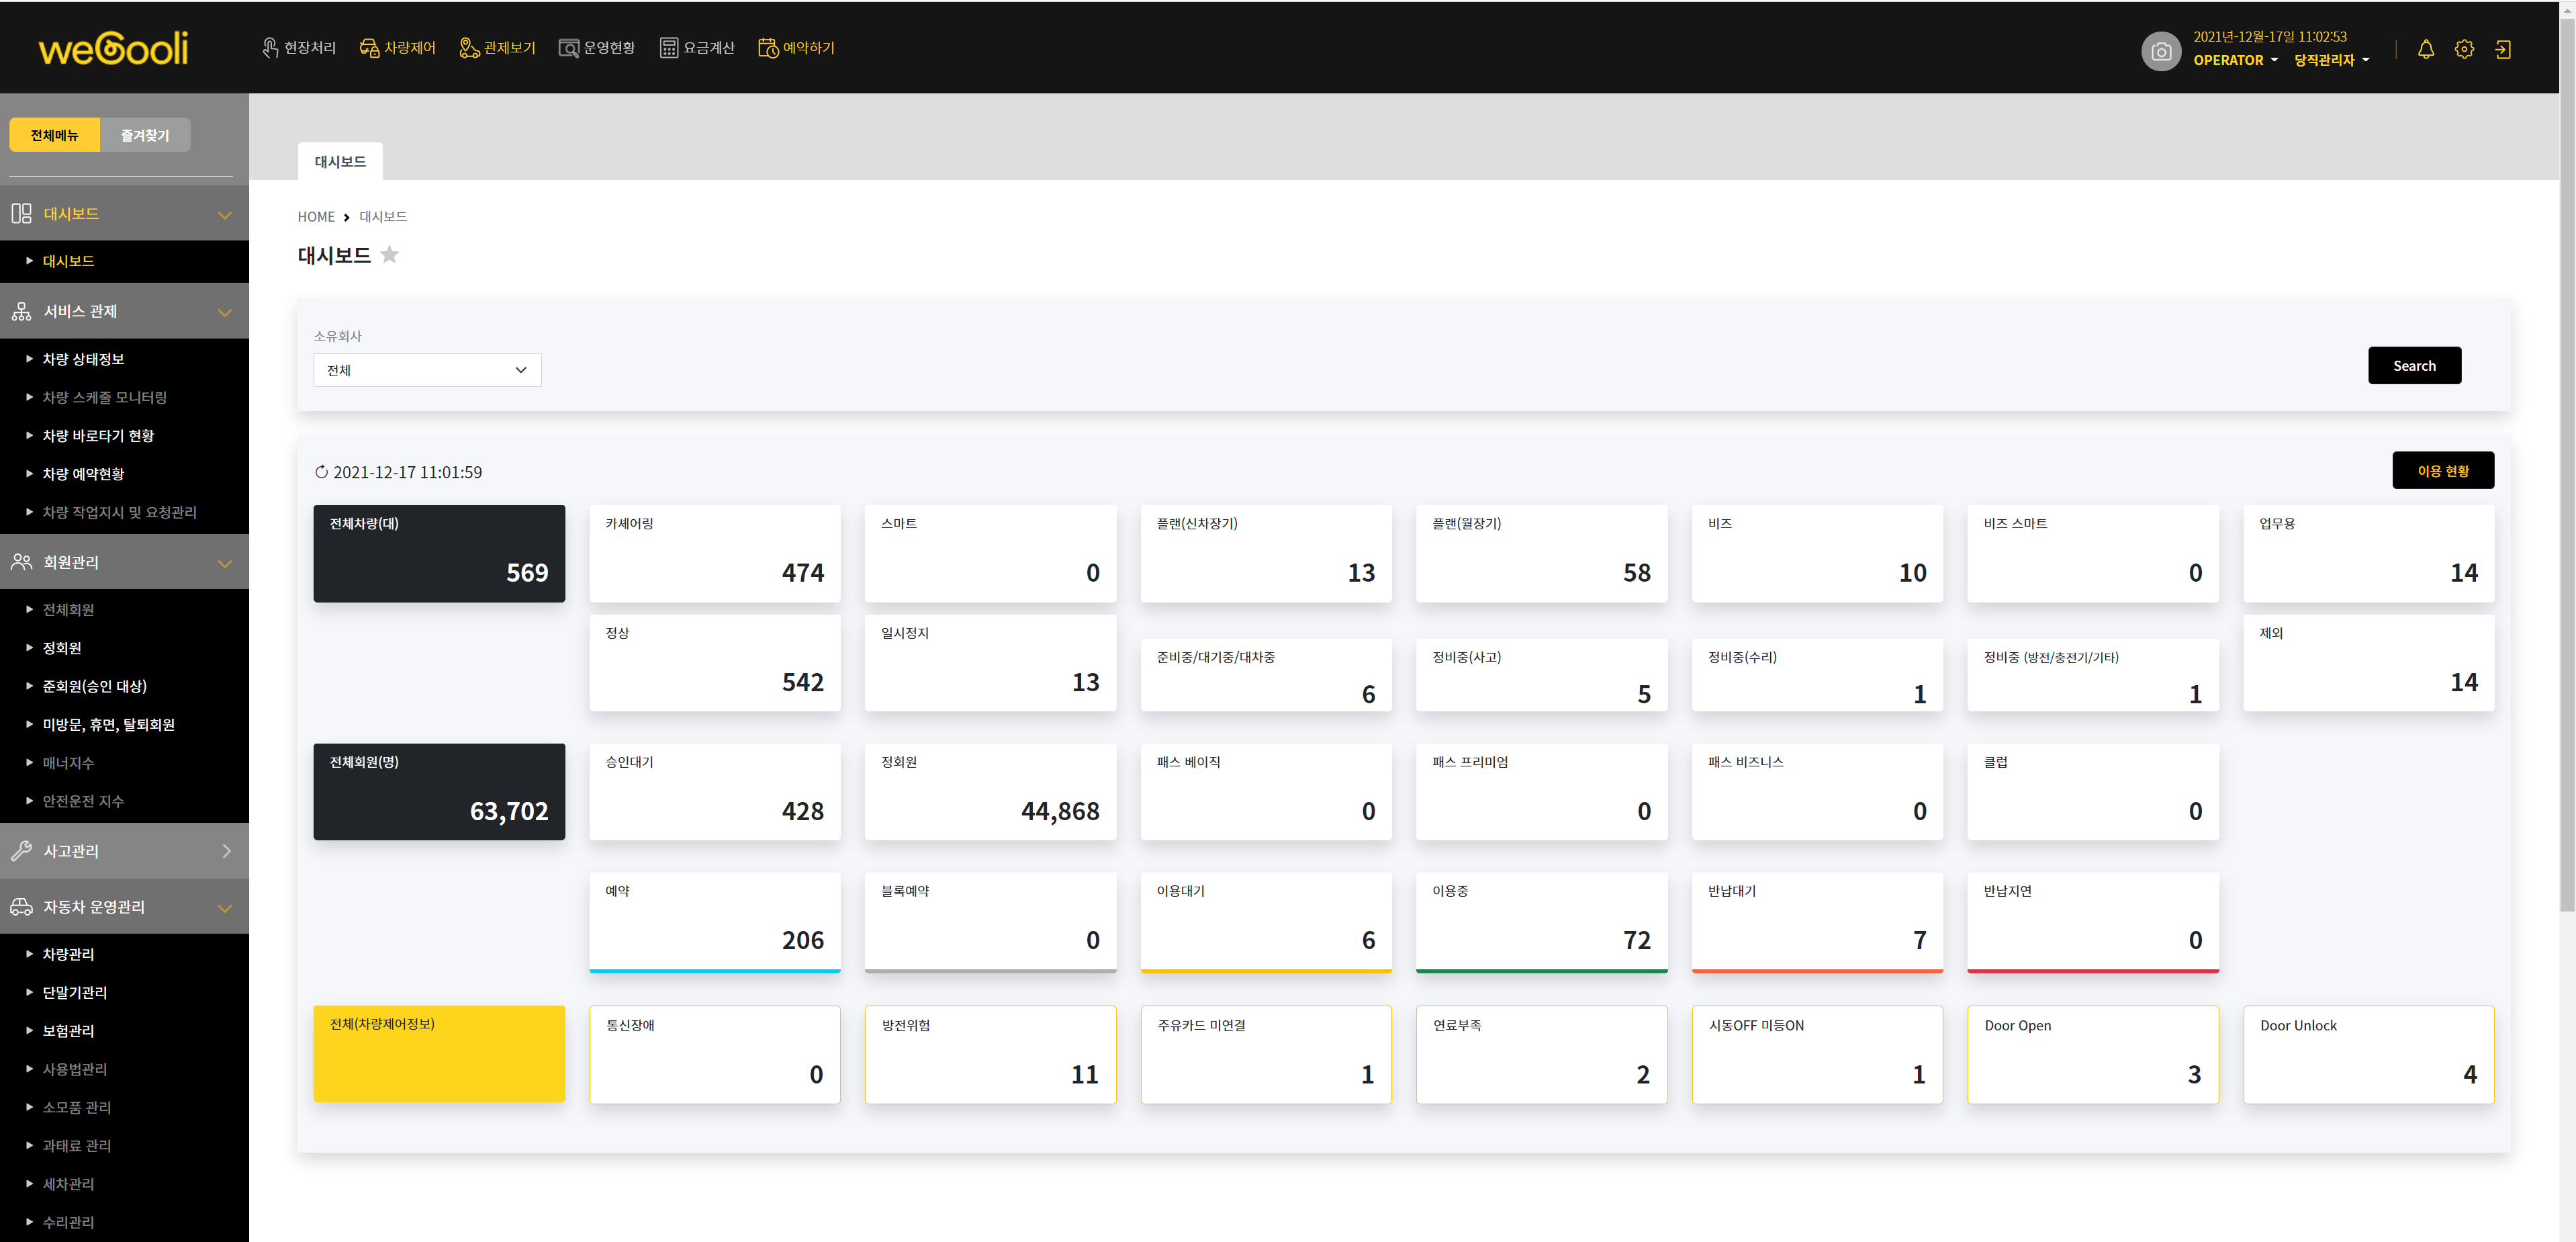 weGooli
현장처리
차량제어
관제보기
운영현황
요금계산
예약하기
2021년-12월-17일 11:02:53
OPERATOR
당직관리자
전체메뉴
즐겨찾기
대시보드
대시보드
서비스 관제
차량 상태정보
차량 스케줄 모니터링
차량 바로타기 현황
차량 예약현황
차량 작업지시 및 요청관리
회원관리
전체회원
정회원
준회원(승인 대상)
미방문, 휴면, 탈퇴회원
매너지수
안전운전 지수
사고관리
자동차 운영관리
차량관리
단말기관리
보험관리
사용법관리
소모품 관리
과태료 관리
세차관리
수리관리
대시보드
HOME
대시보드
대시보드
소유회사
전체
Search
2021-12-17 11:01:59
이용 현황
전체차량(대)
569
카셰어링
474
스마트
0
플랜(신차장기)
13
플랜(월장기)
58
비즈
10
비즈 스마트
0
업무용
14
정상
542
일시정지
13
준비중/대기중/대차중
6
정비중(사고)
5
정비중(수리)
1
정비중 (방전/충전기/기타)
1
제외
14
전체회원(명)
63,702
승인대기
428
정회원
44,868
패스 베이직
0
패스 프리미엄
0
패스 비즈니스
0
클럽
0
예약
206
블록예약
0
이용대기
6
이용중
72
반납대기
7
반납지연
0
전체(차량제어정보)
통신장애
0
방전위험
11
주유카드 미연결
1
연료부족
2
시동OFF 미등ON
1
Door Open
3
Door Unlock
4